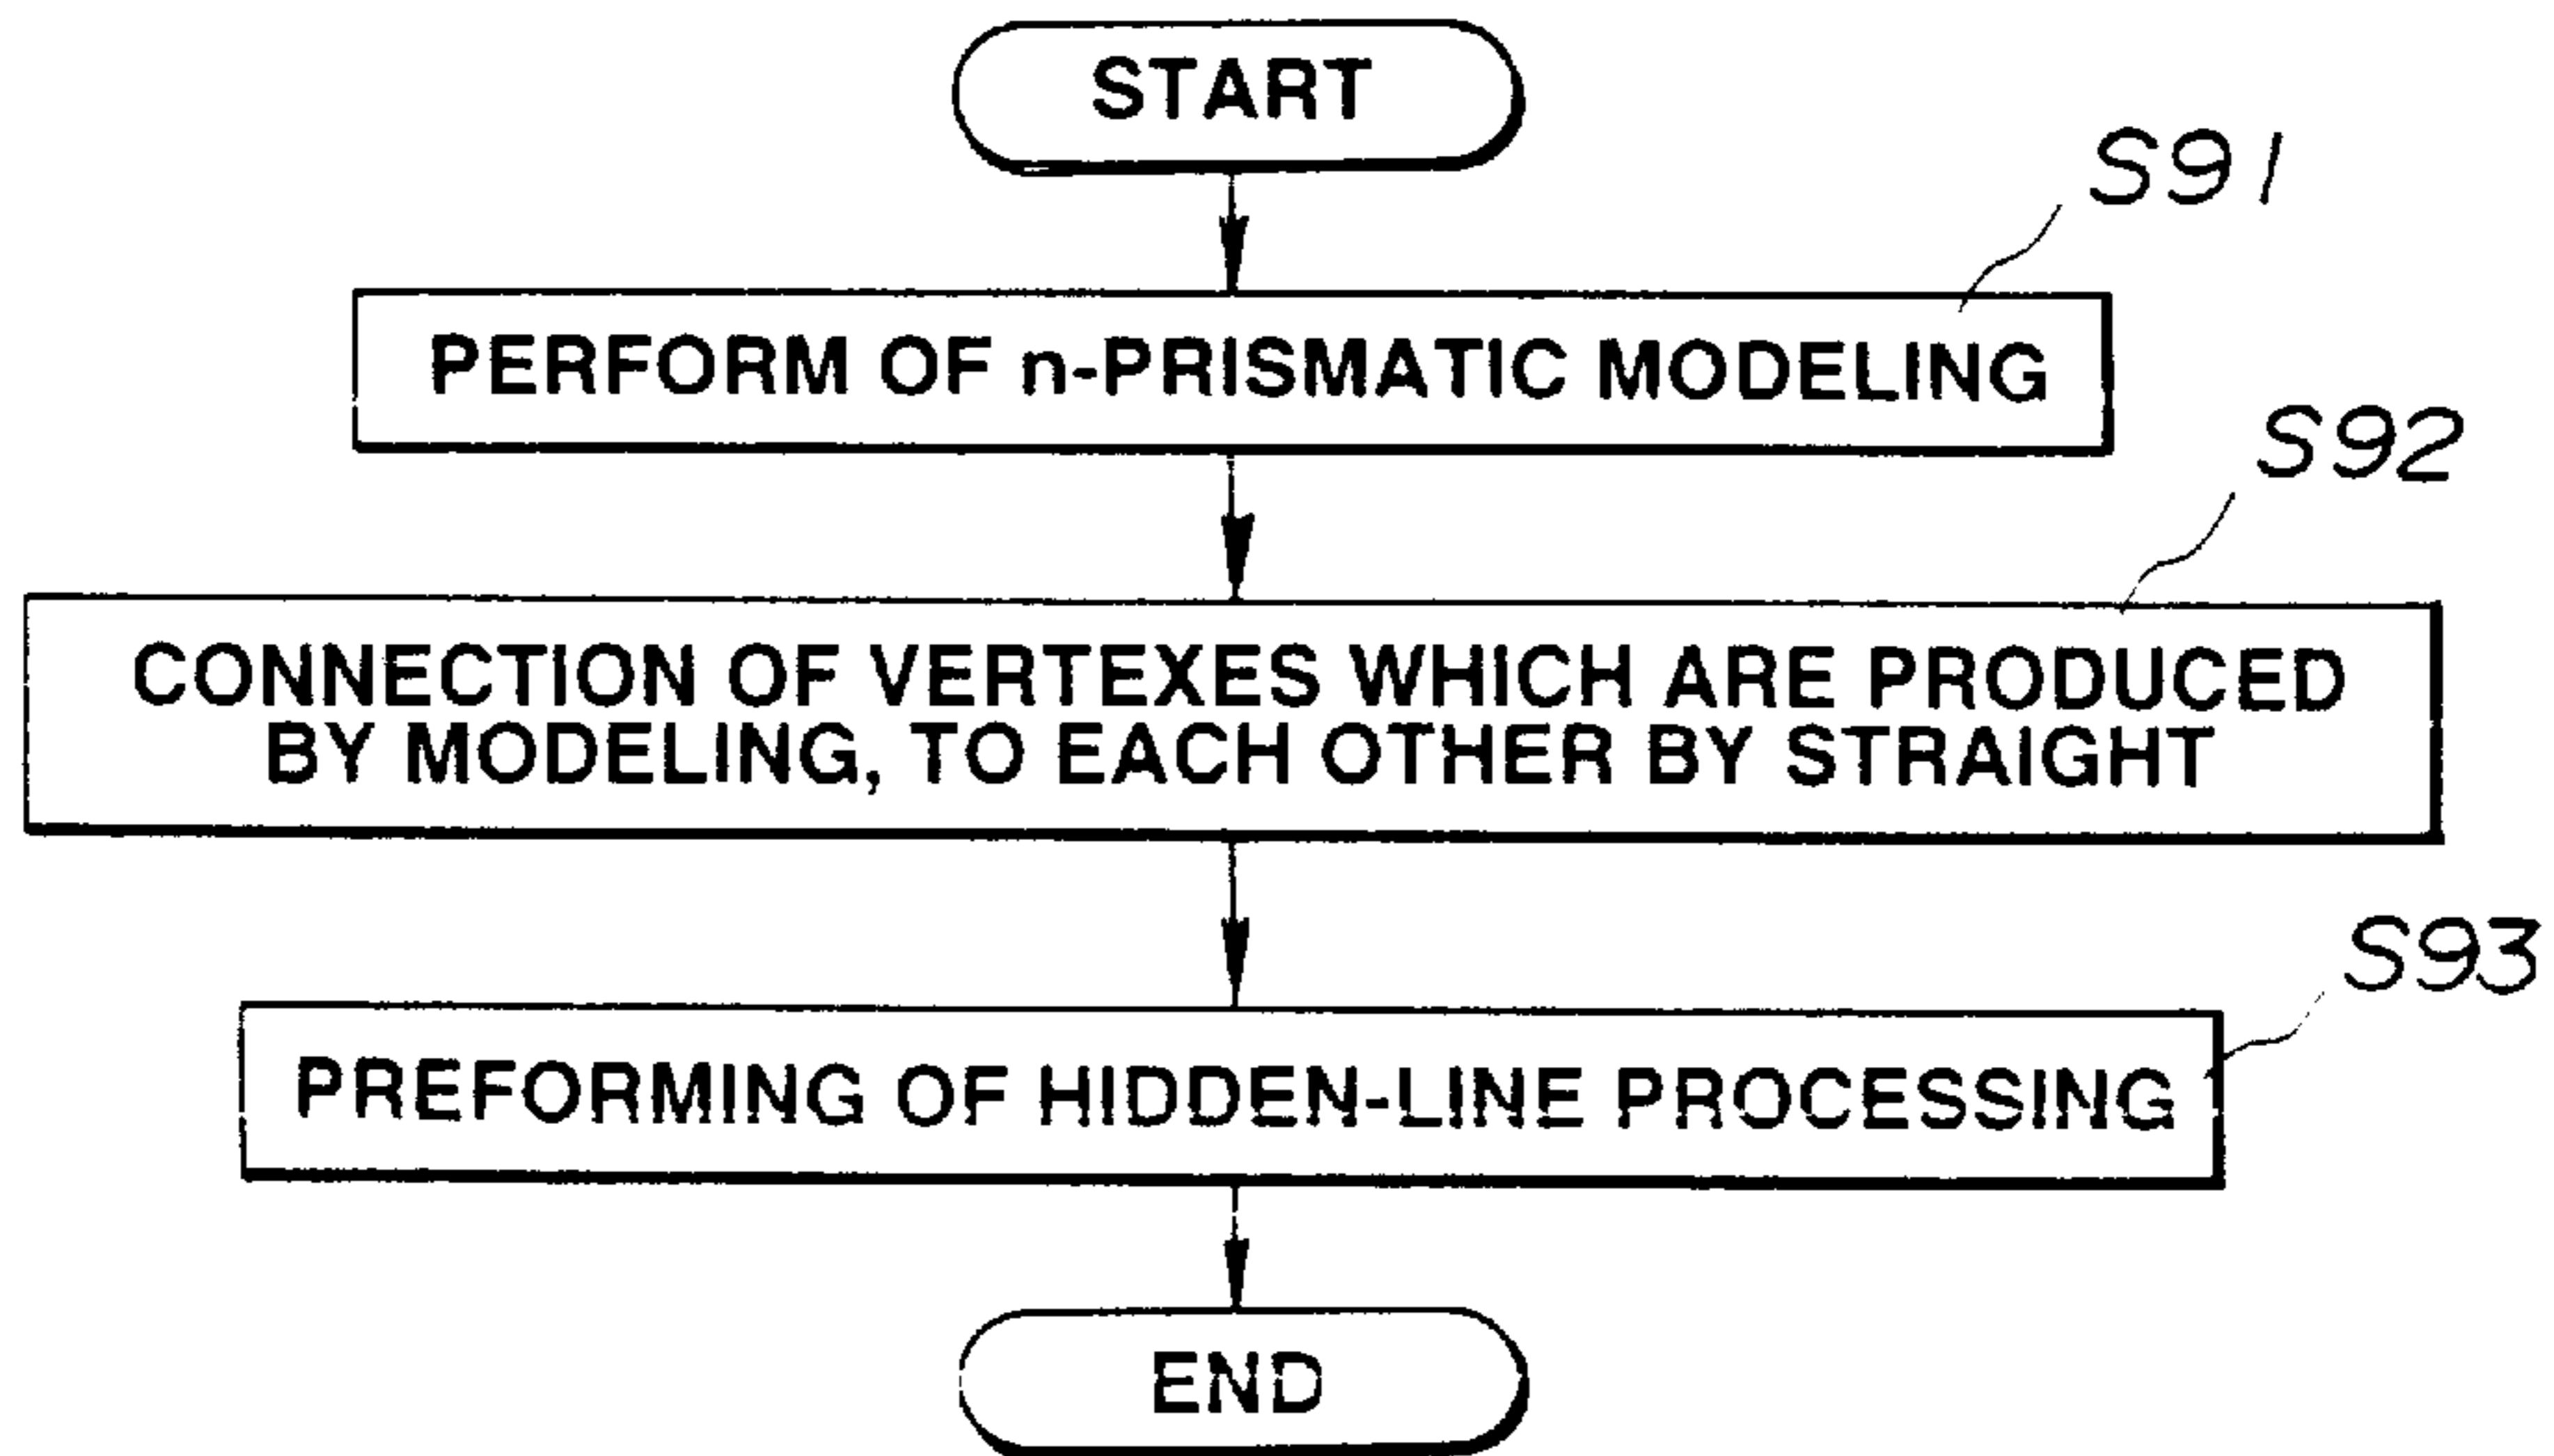 START
S91
PERFORM OF n-PRISMATIC MODELING
S92
CONNECTION OF VERTEXES WHICH ARE PRODUCED
BY MODELING, TO EACH OTHER BY STRAIGHT
S93
PREFORMING OF HIDDEN-LINE PROCESSING
END